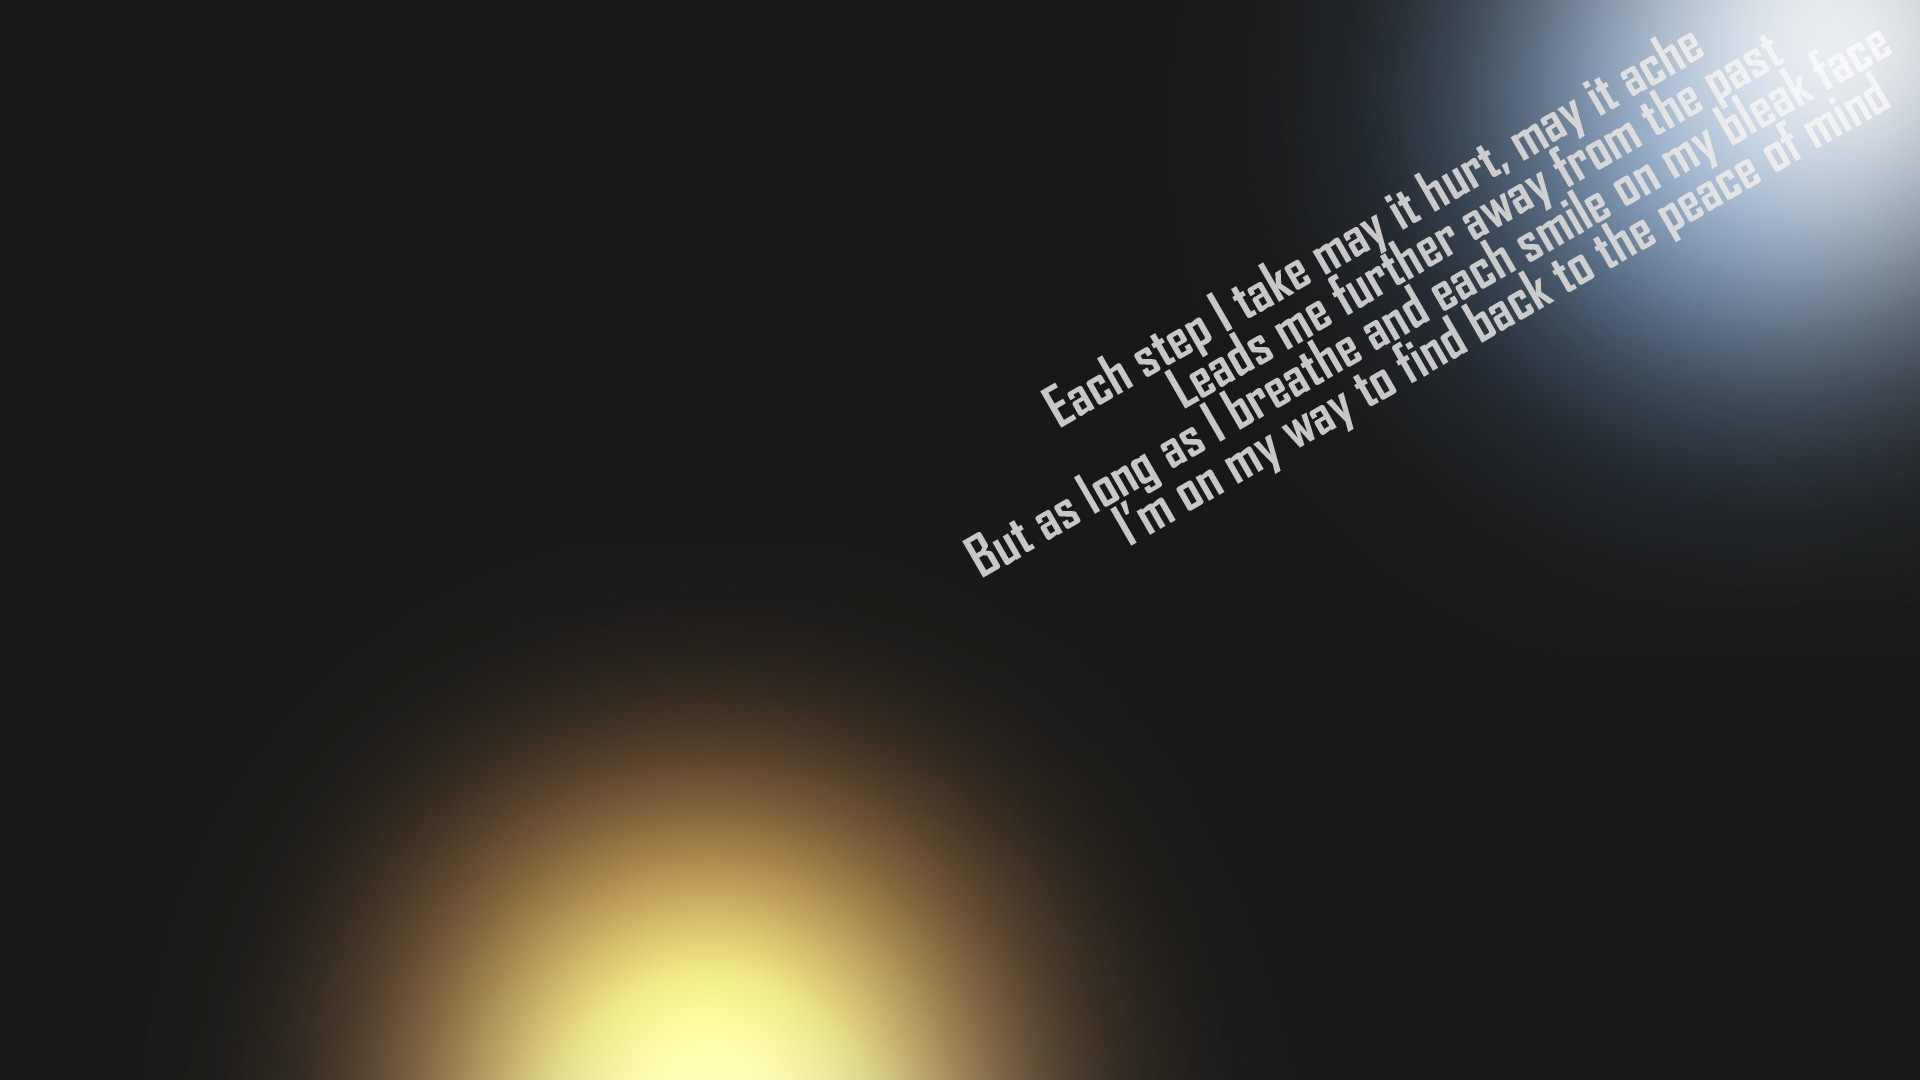 Each step I take may it hurt, may it ache
Leads me further away from the past
But as long as I breathe and each smile on my bleak face
I'm on my way to find back to the peace of mind